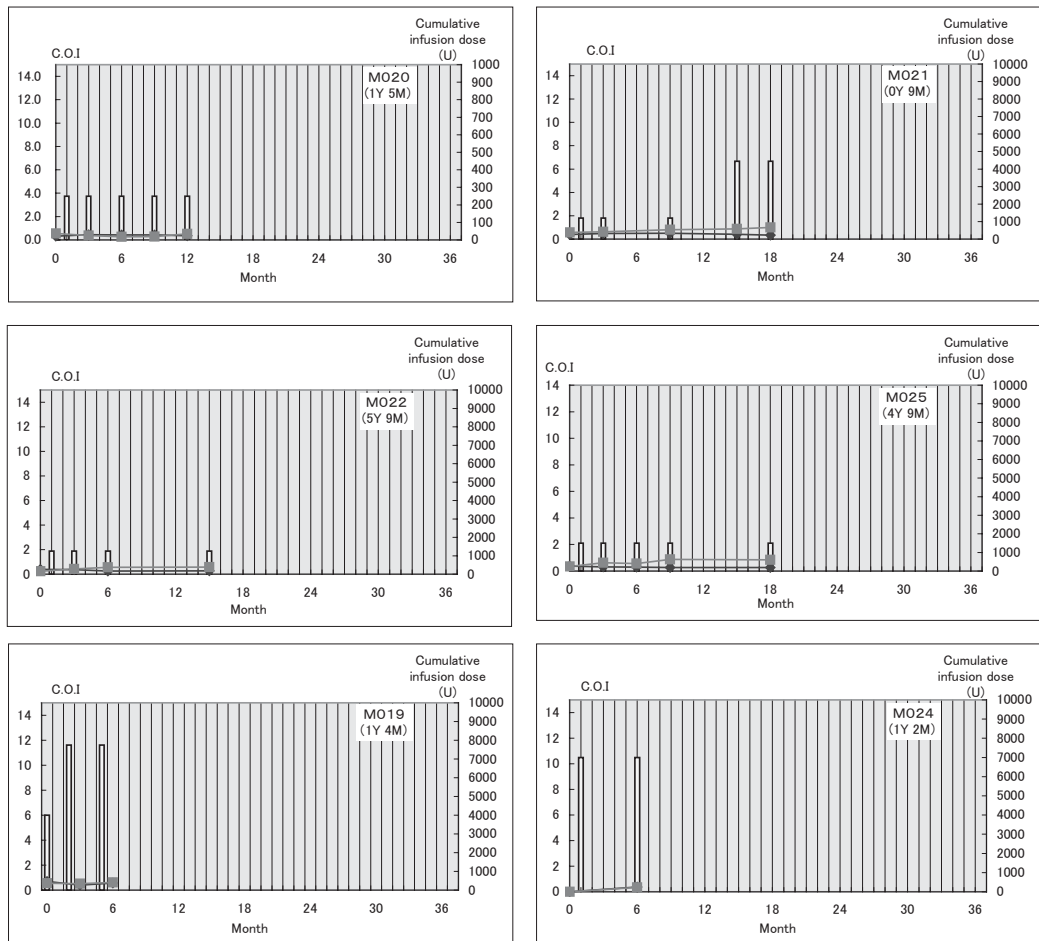 Cumulative
infusion dose
(U)
C.O.I
M020
(1Y 5M)
14.0
12.0
10.0
8.0
6.0
4.0
2.0
0.0
1000
900
800
700
600
500
400
300
200
100
0
0 6 12 18 24 30 36
Month
Cumulative
infusion dose
(U)
C.O.I
M021
(0Y 9M)
14
12
10
8
6
4
2
0
10000
9000
8000
7000
6000
5000
4000
3000
2000
1000
0
0 6 12 18 24 30 36
Month
Cumulative
infusion dose
(U)
C.O.I
M022
(5Y 9M)
14
12
10
8
6
4
2
0
10000
9000
8000
7000
6000
5000
4000
3000
2000
1000
0
0 6 12 18 24 30 36
Month
Cumulative
infusion dose
(U)
C.O.I
M025
(4Y 9M)
14
12
10
8
6
4
2
0
10000
9000
8000
7000
6000
5000
4000
3000
2000
1000
0
0 6 12 18 24 30 36
Month
Cumulative
infusion dose
(U)
C.O.I
M019
(1Y 4M)
14
12
10
8
6
4
2
0
10000
9000
8000
7000
6000
5000
4000
3000
2000
1000
0
0 6 12 18 24 30 36
Month
Cumulative
infusion dose
(U)
C.O.I
M024
(1Y 2M)
14
12
10
8
6
4
2
0
10000
9000
8000
7000
6000
5000
4000
3000
2000
1000
0
0 6 12 18 24 30 36
Month